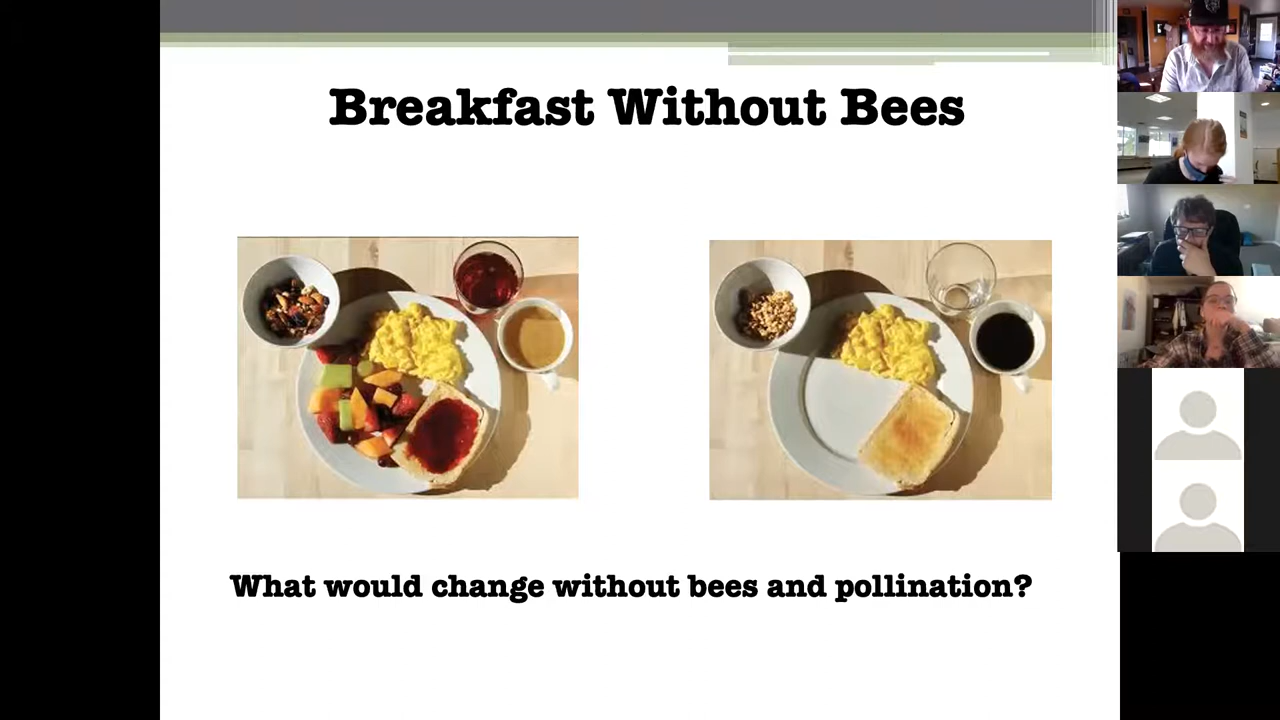 Breakfast Without Bees
What would change without bees and pollination?